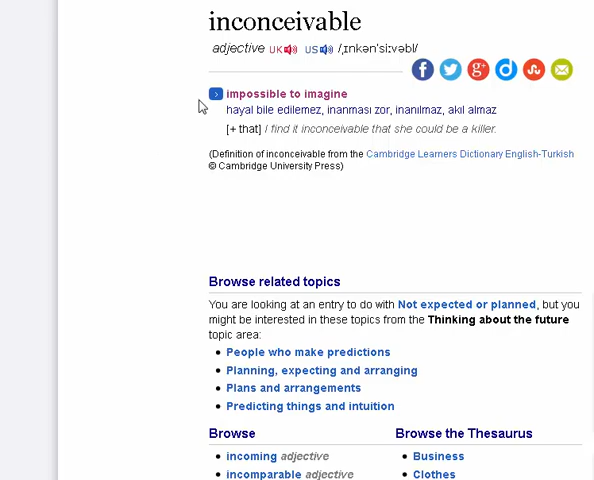 inconceivable
adjective UK US /ˌɪnkənˈsiːvəbl/
impossible to imagine
hayal bile edilemez, inanması zor, inanılmaz, akıl almaz
[+ that] I find it inconceivable that she could be a killer.
(Definition of inconceivable from the Cambridge Learners Dictionary English-Turkish
© Cambridge University Press)
Browse related topics
You are looking at an entry to do with Not expected or planned, but you
might be interested in these topics from the Thinking about the future
topic area:
• People who make predictions
• Planning, expecting and arranging
• Plans and arrangements
• Predicting things and intuition
Browse
• incoming adjective
• incomparable adjective
Browse the Thesaurus
• Business
• Clothes